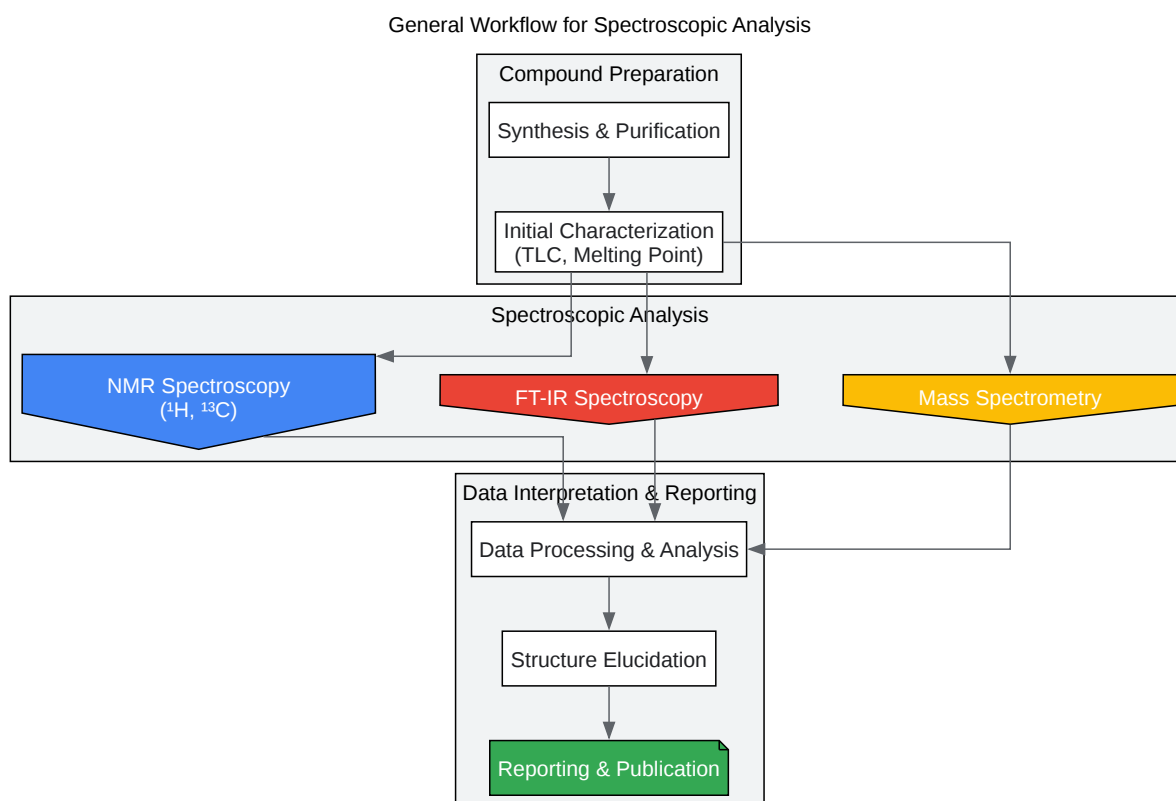 General Workflow for Spectroscopic Analysis
Compound Preparation
Synthesis & Purification
Initial Characterization
(TLC, Melting Point)
Spectroscopic Analysis
NMR Spectroscopy
(¹H, ¹³C)
FT-IR Spectroscopy
Mass Spectrometry
Data Interpretation & Reporting
Data Processing & Analysis
Structure Elucidation
Reporting & Publication